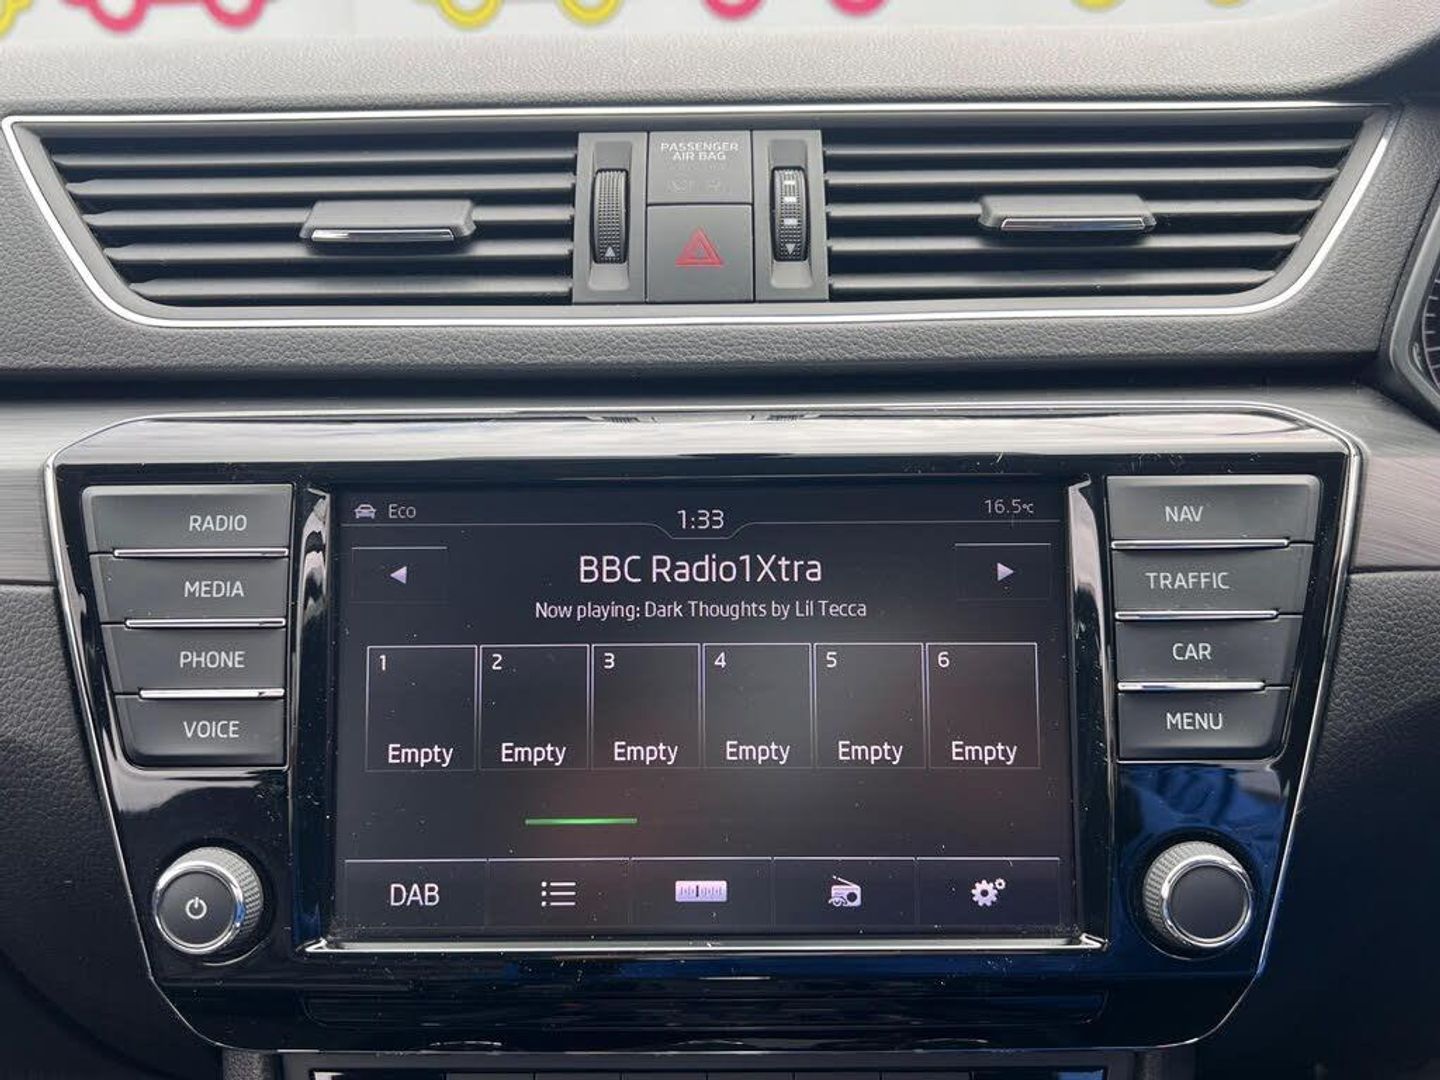 PASSENGER
AIR BAG
RADIO
MEDIA
PHONE
VOICE
Eco
1:33
16.5°C
BBC Radio1Xtra
Now playing: Dark Thoughts by Lil Tecca
1 2 3 4 5 6
Empty Empty Empty Empty Empty Empty
DAB
NAV
TRAFFIC
CAR
MENU